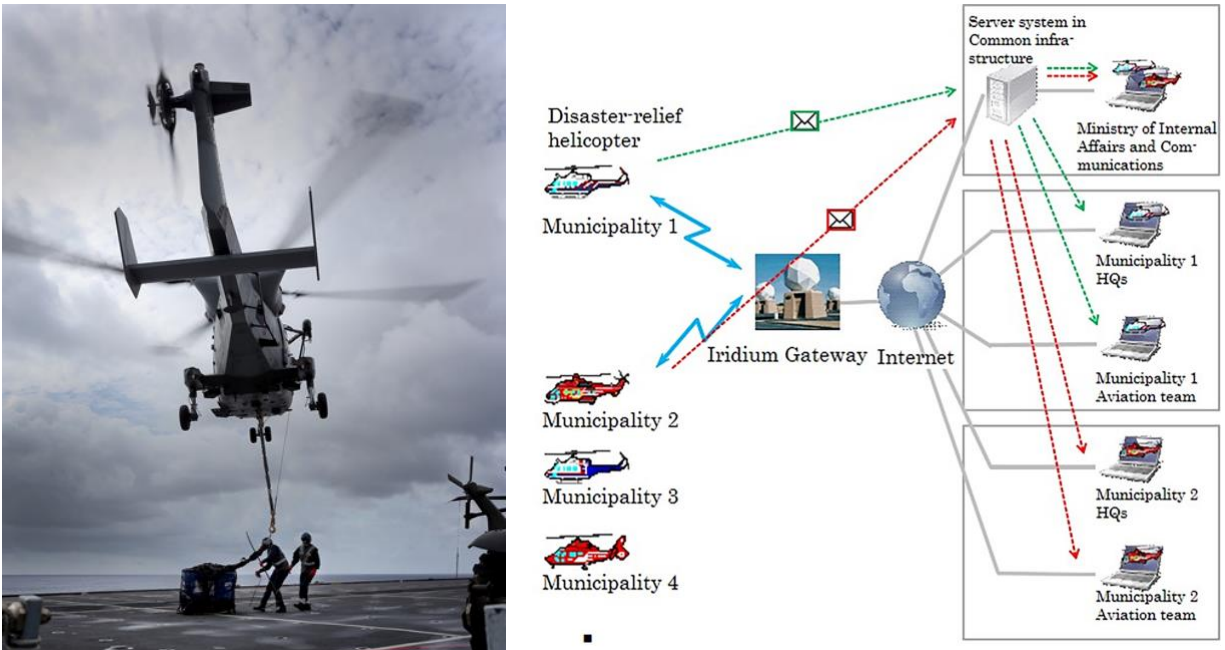 Server system in
Common infra-
structure
Disaster-relief
helicopter
Ministry of Internal
Affairs and Com-
munications
Municipality 1
Municipality 1
HQs
Iridium Gateway
Internet
Municipality 1
Aviation team
Municipality 2
Municipality 3
Municipality 2
HQs
Municipality 4
Municipality 2
Aviation team